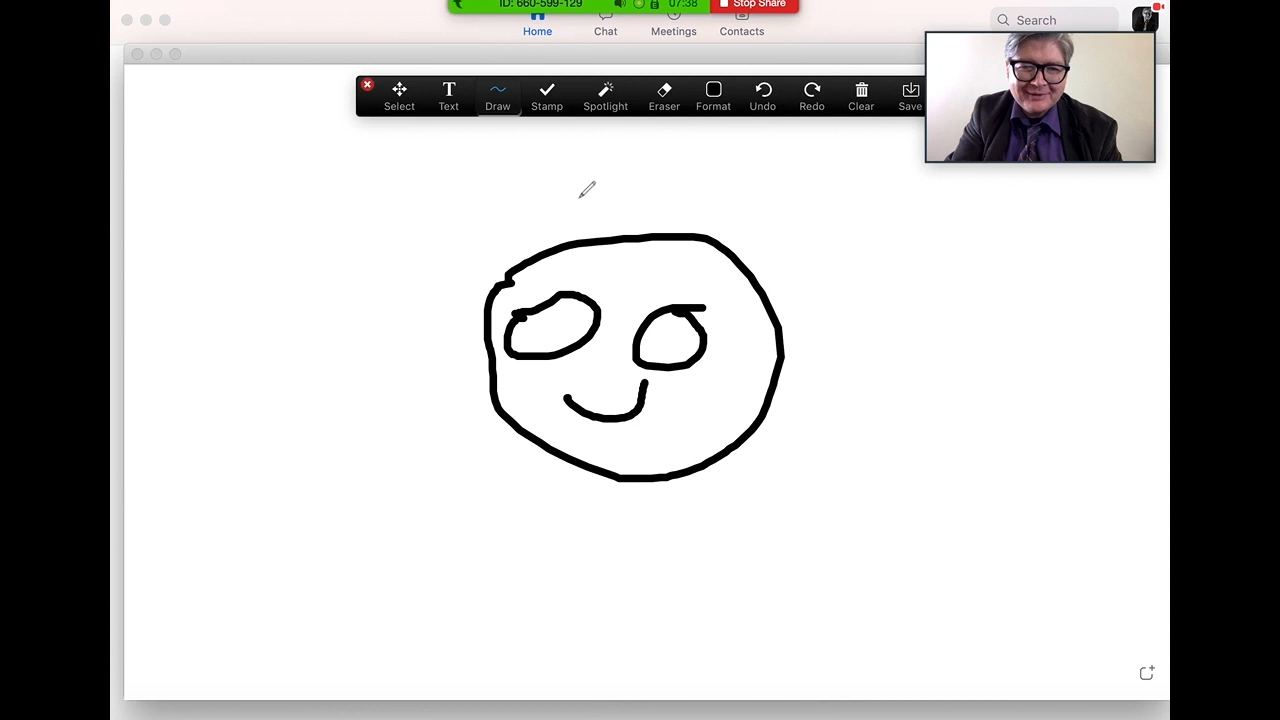 ID: 660-599-129 07:38 Stop Share
Home Chat Meetings Contacts Search
Select Text Draw Stamp Spotlight Eraser Format Undo Redo Clear Save